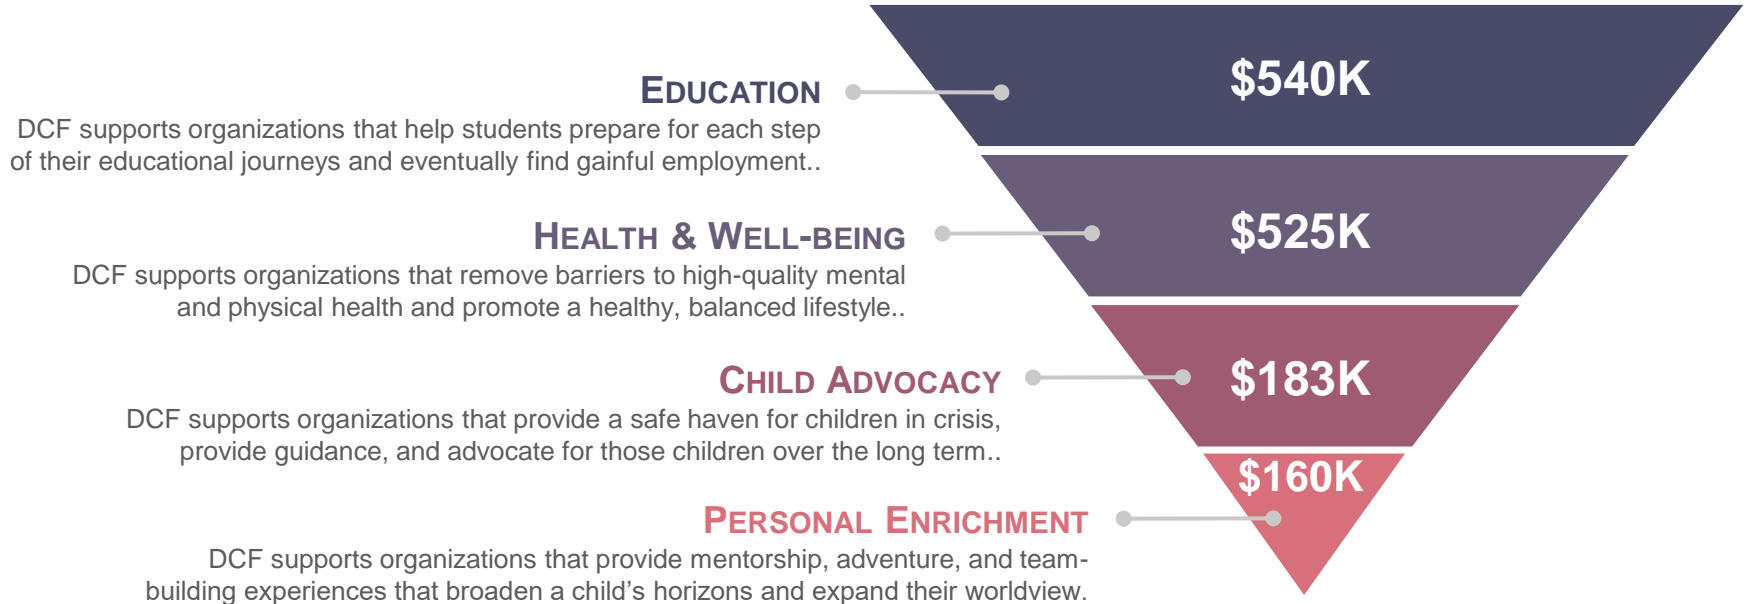 EDUCATION
$540K
DCF supports organizations that help students prepare for each step
of their educational journeys and eventually find gainful employment..
HEALTH & WELL-BEING
$525K
DCF supports organizations that remove barriers to high-quality mental
and physical health and promote a healthy, balanced lifestyle..
CHILD ADVOCACY
$183K
DCF supports organizations that provide a safe haven for children in crisis,
provide guidance, and advocate for those children over the long term..
$160K
PERSONAL ENRICHMENT
DCF supports organizations that provide mentorship, adventure, and team-
building experiences that broaden a child’s horizons and expand their worldview.